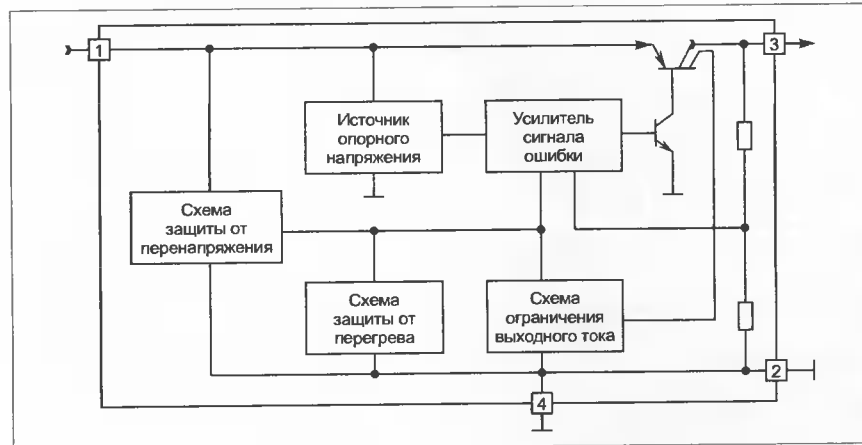 1
3
Источник
опорного
напряжения
Усилитель
сигнала
ошибки
Схема
защиты от
перенапряжения
Схема
защиты от
перегрева
Схема
ограничения
выходного тока
2
4